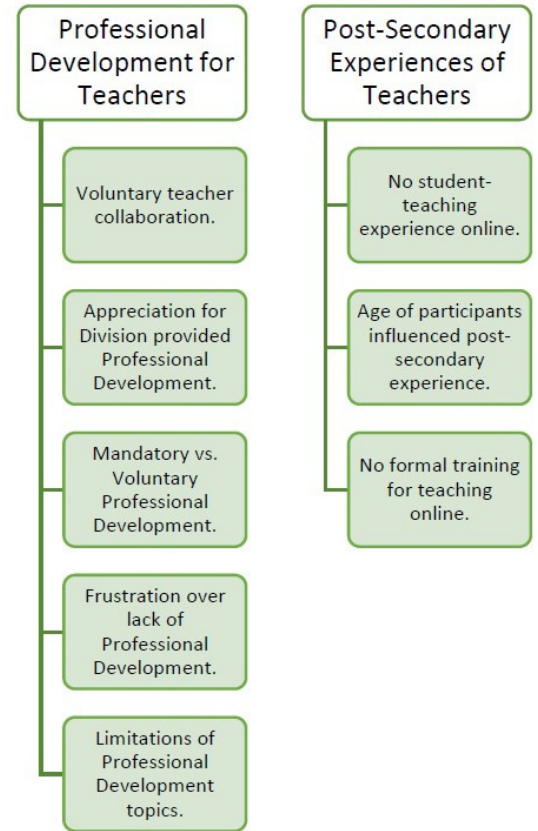 Professional
Development for
Teachers
Voluntary teacher
collaboration.
Appreciation for
Division provided
Professional
Development.
Mandatory vs.
Voluntary
Professional
Development.
Frustration over
lack of
Professional
Development.
Limitations of
Professional
Development
topics.
Post-Secondary
Experiences of
Teachers
No student-
teaching
experience online.
Age of participants
influenced post-
secondary
experience.
No formal training
for teaching
online.